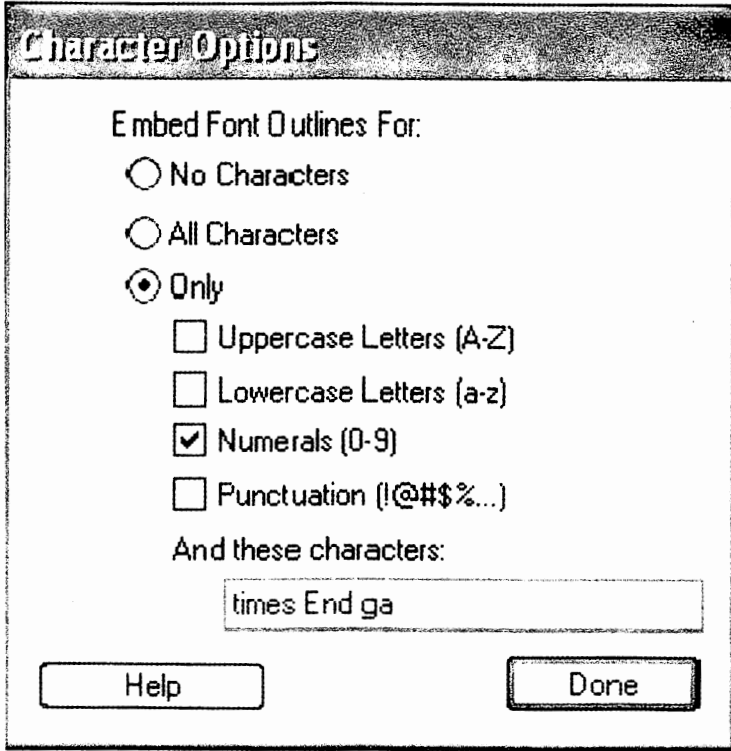 Character Options
Embed Font Outlines For:
No Characters
All Characters
Only
Uppercase Letters (A-Z)
Lowercase Letters (a-z)
Numerals (0-9)
Punctuation (!@#$%...)
And these characters:
times End ga
Help
Done